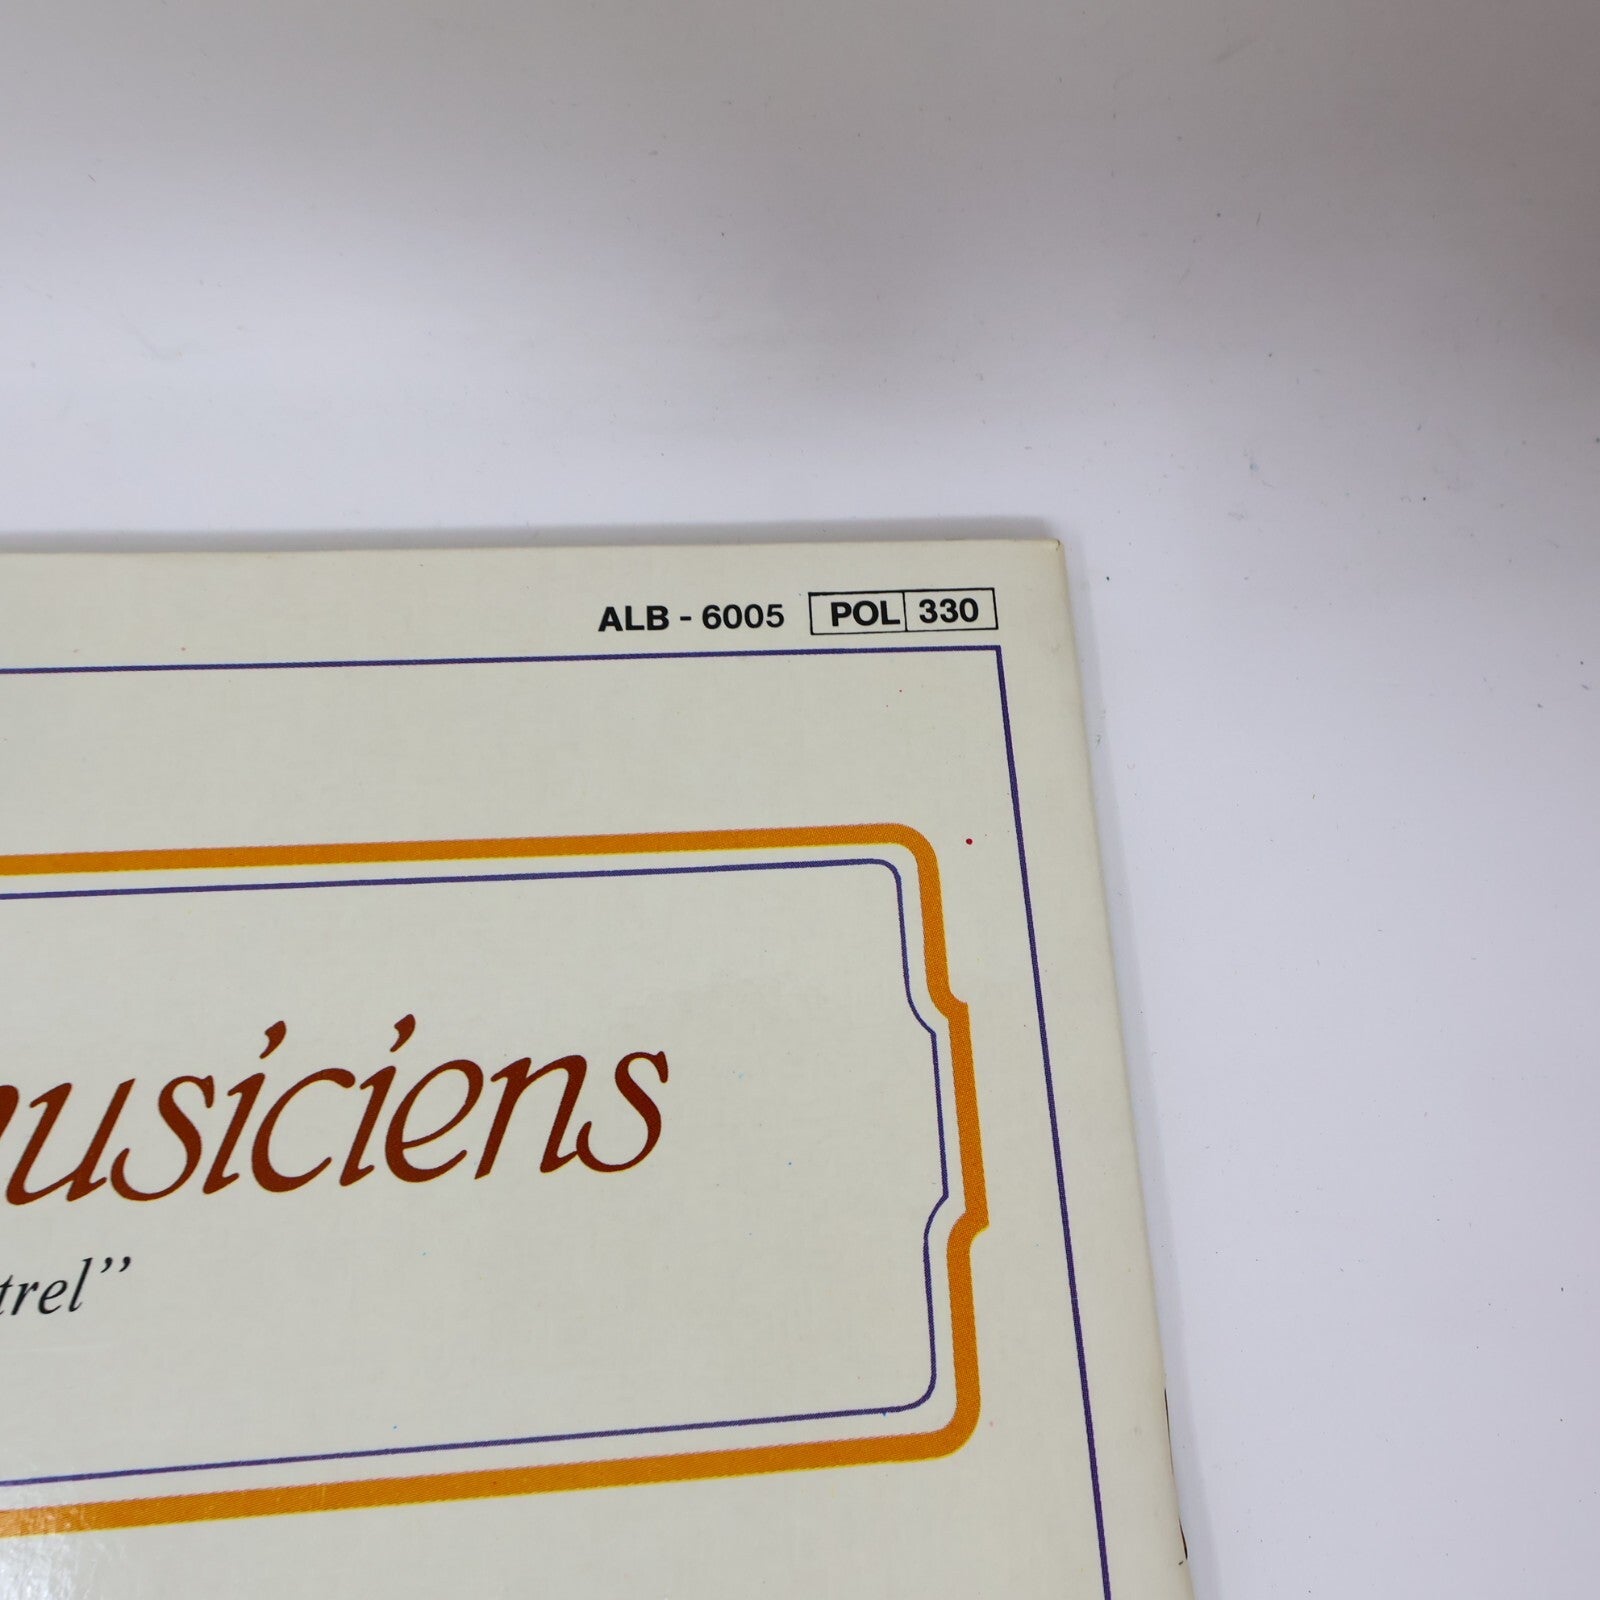 ALB - 6005 POL 330
usiciens
trel”